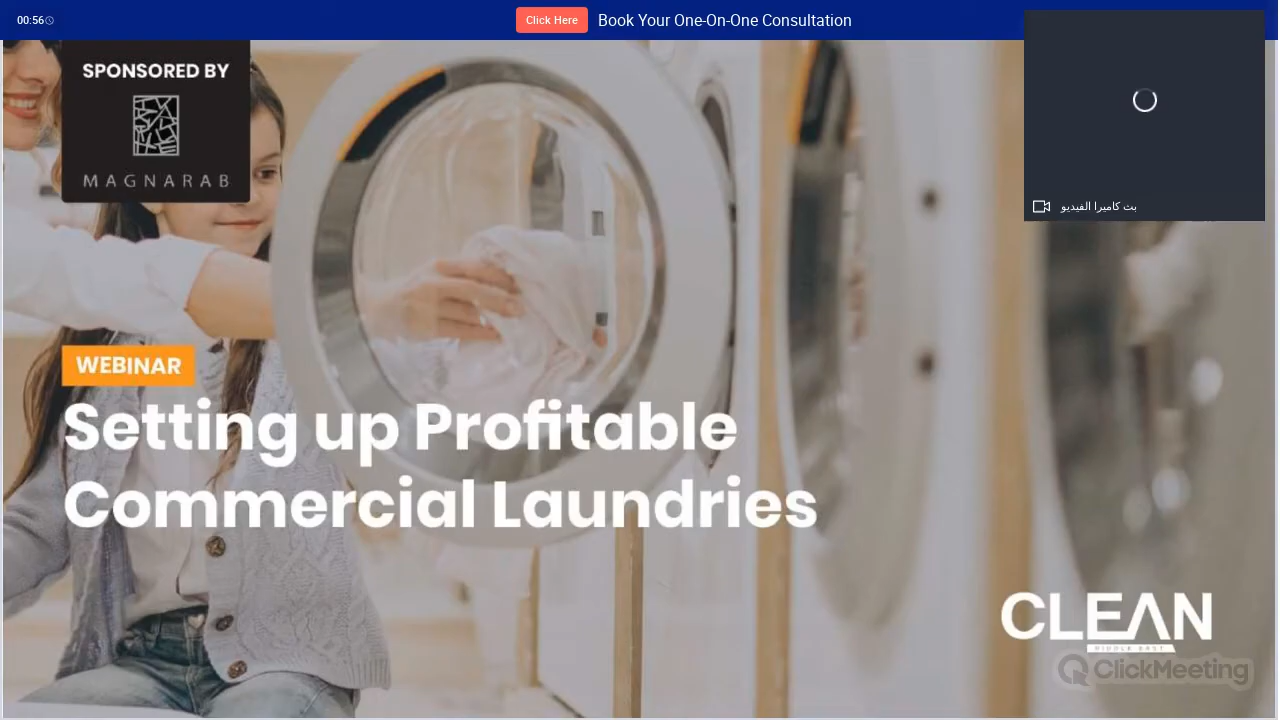 00:56
Click Here
Book Your One-On-One Consultation
SPONSORED BY
MAGNARAB
بث كاميرا الفيديو
WEBINAR
Setting up Profitable
Commercial Laundries
CLEAN
MIDDLE EAST
ClickMeeting